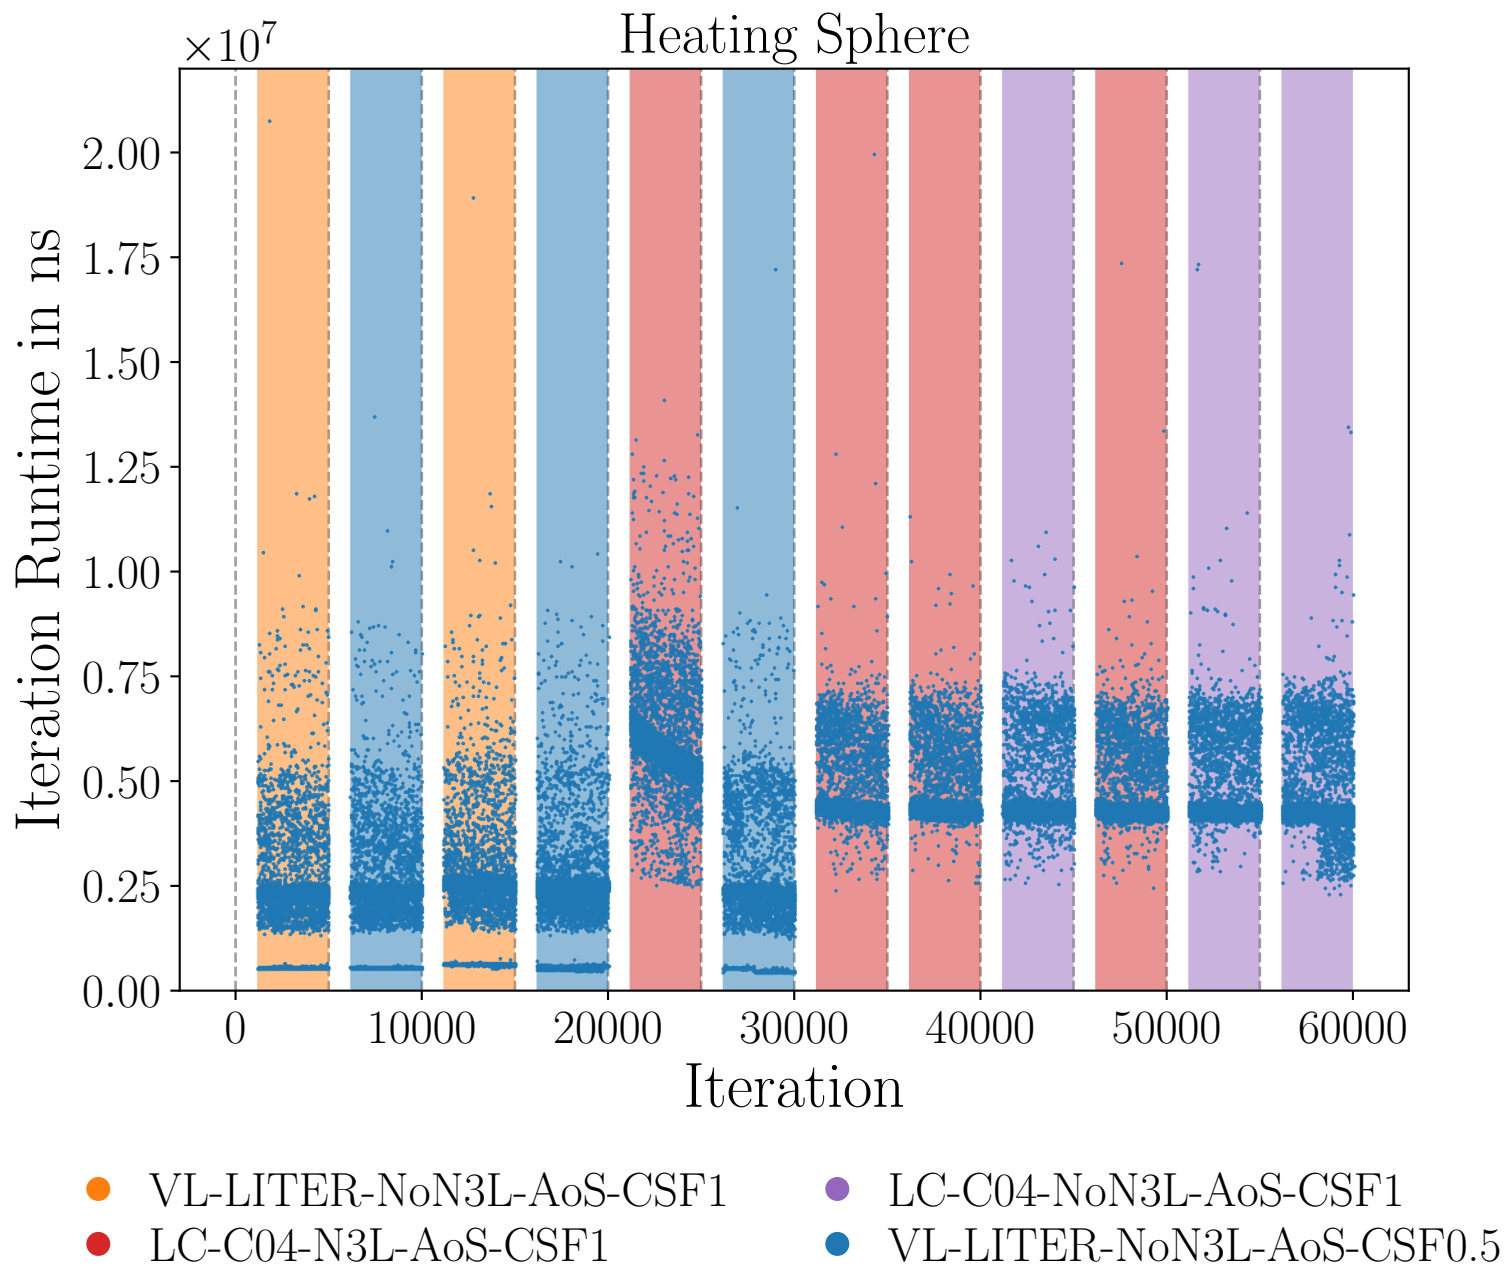 Heating Sphere
×10⁷
2.00
1.75
1.50
1.25
1.00
0.75
0.50
0.25
0.00
Iteration Runtime in ns
0 10000 20000 30000 40000 50000 60000
Iteration
VL-LITER-NoN3L-AoS-CSF1
LC-C04-NoN3L-AoS-CSF1
LC-C04-N3L-AoS-CSF1
VL-LITER-NoN3L-AoS-CSF0.5